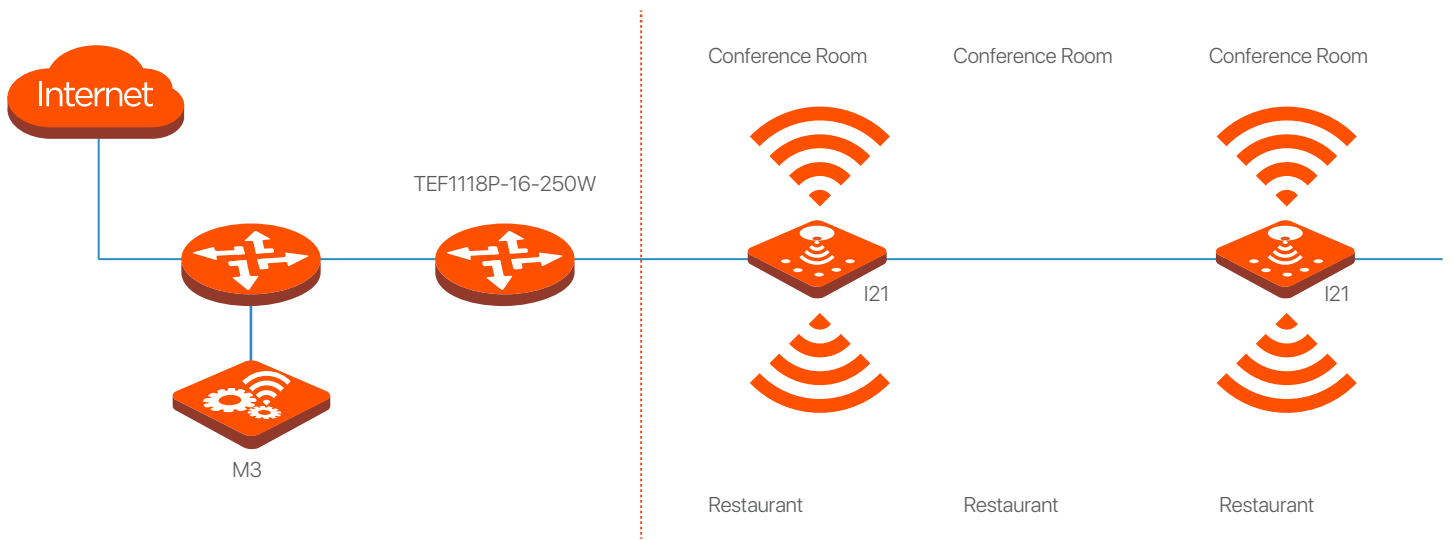 Conference Room
Conference Room
Conference Room
Internet
TEF1118P-16-250W
I21
I21
M3
Restaurant
Restaurant
Restaurant